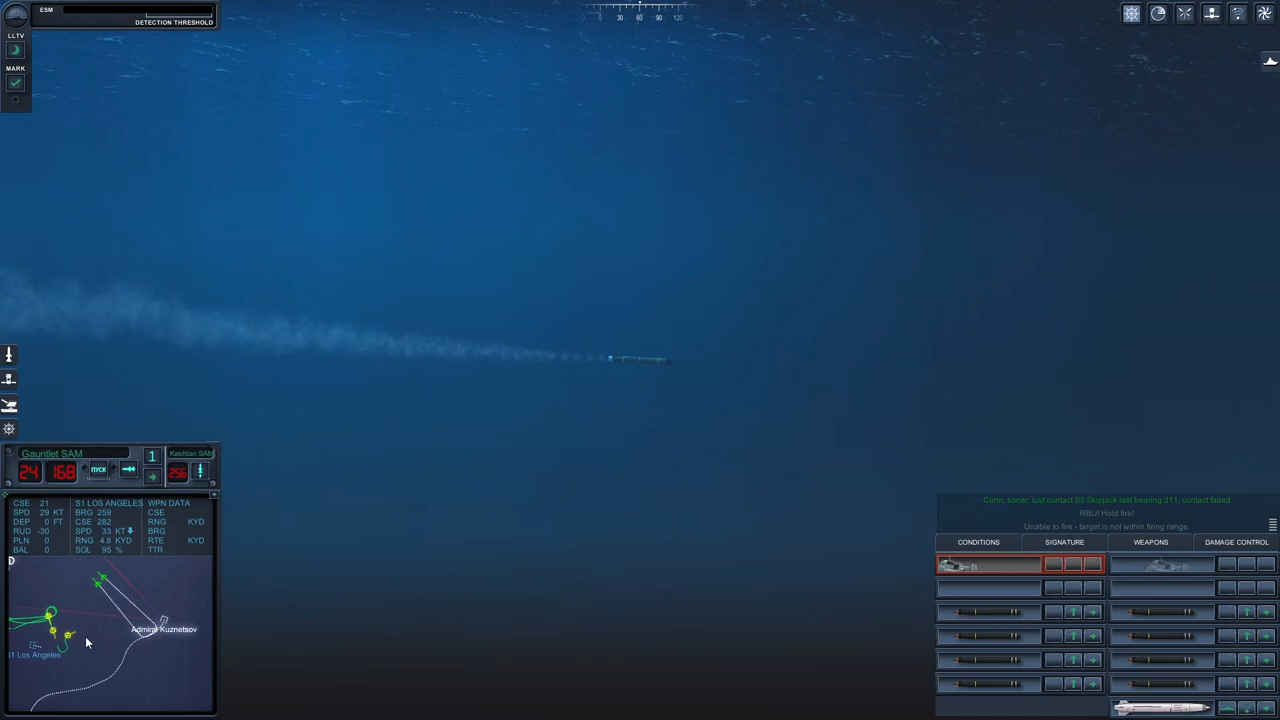 ESM
DETECTION THRESHOLD
0 30 60 90 120
LLTV
MARK
Gauntlet SAM
1
Kashtan SAM
24 168 ПУСК 256
CSE 21 S1 LOS ANGELES WPN DATA
SPD 29 KT BRG 259 CSE
DEP 0 FT CSE 282 RNG KYD
RUD -30 SPD 33 KT BRG
PLN 0 RNG 4.8 KYD RTE KYD
BAL 0 SOL 95 % TTR
D
Admiral Kuznetsov
S1 Los Angeles
Conn, sonar: lost contact S3 Skipjack last bearing 311, contact faded
RBU! Hold fire!
Unable to fire - target is not within firing range.
CONDITIONS SIGNATURE WEAPONS DAMAGE CONTROL